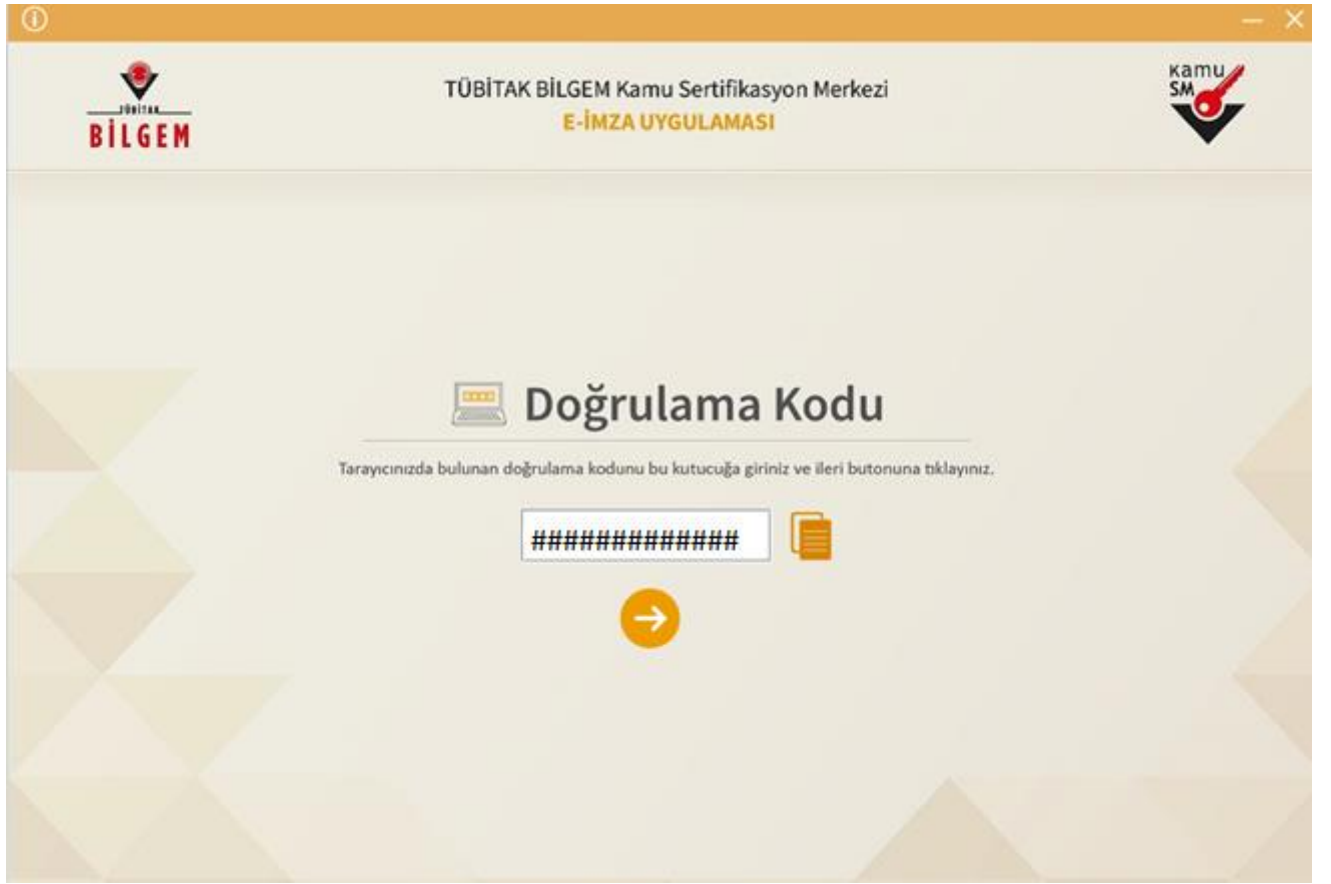 TÜBİTAK
BİLGEM
TÜBİTAK BİLGEM Kamu Sertifikasyon Merkezi
E-İMZA UYGULAMASI
Kamu
SM
Doğrulama Kodu
Tarayıcınızda bulunan doğrulama kodunu bu kutucuğa giriniz ve ileri butonuna tıklayınız.
#############